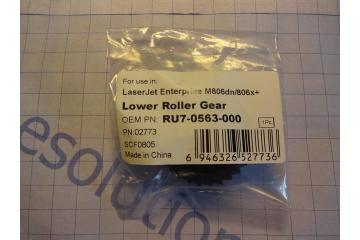 For use in:
LaserJet Enterprise M806dn/806x+
Lower Roller Gear
OEM PN: RU7-0563-000
1Pc
PN:02773
SCF0805
Made in China
6 946326 527736
esolution